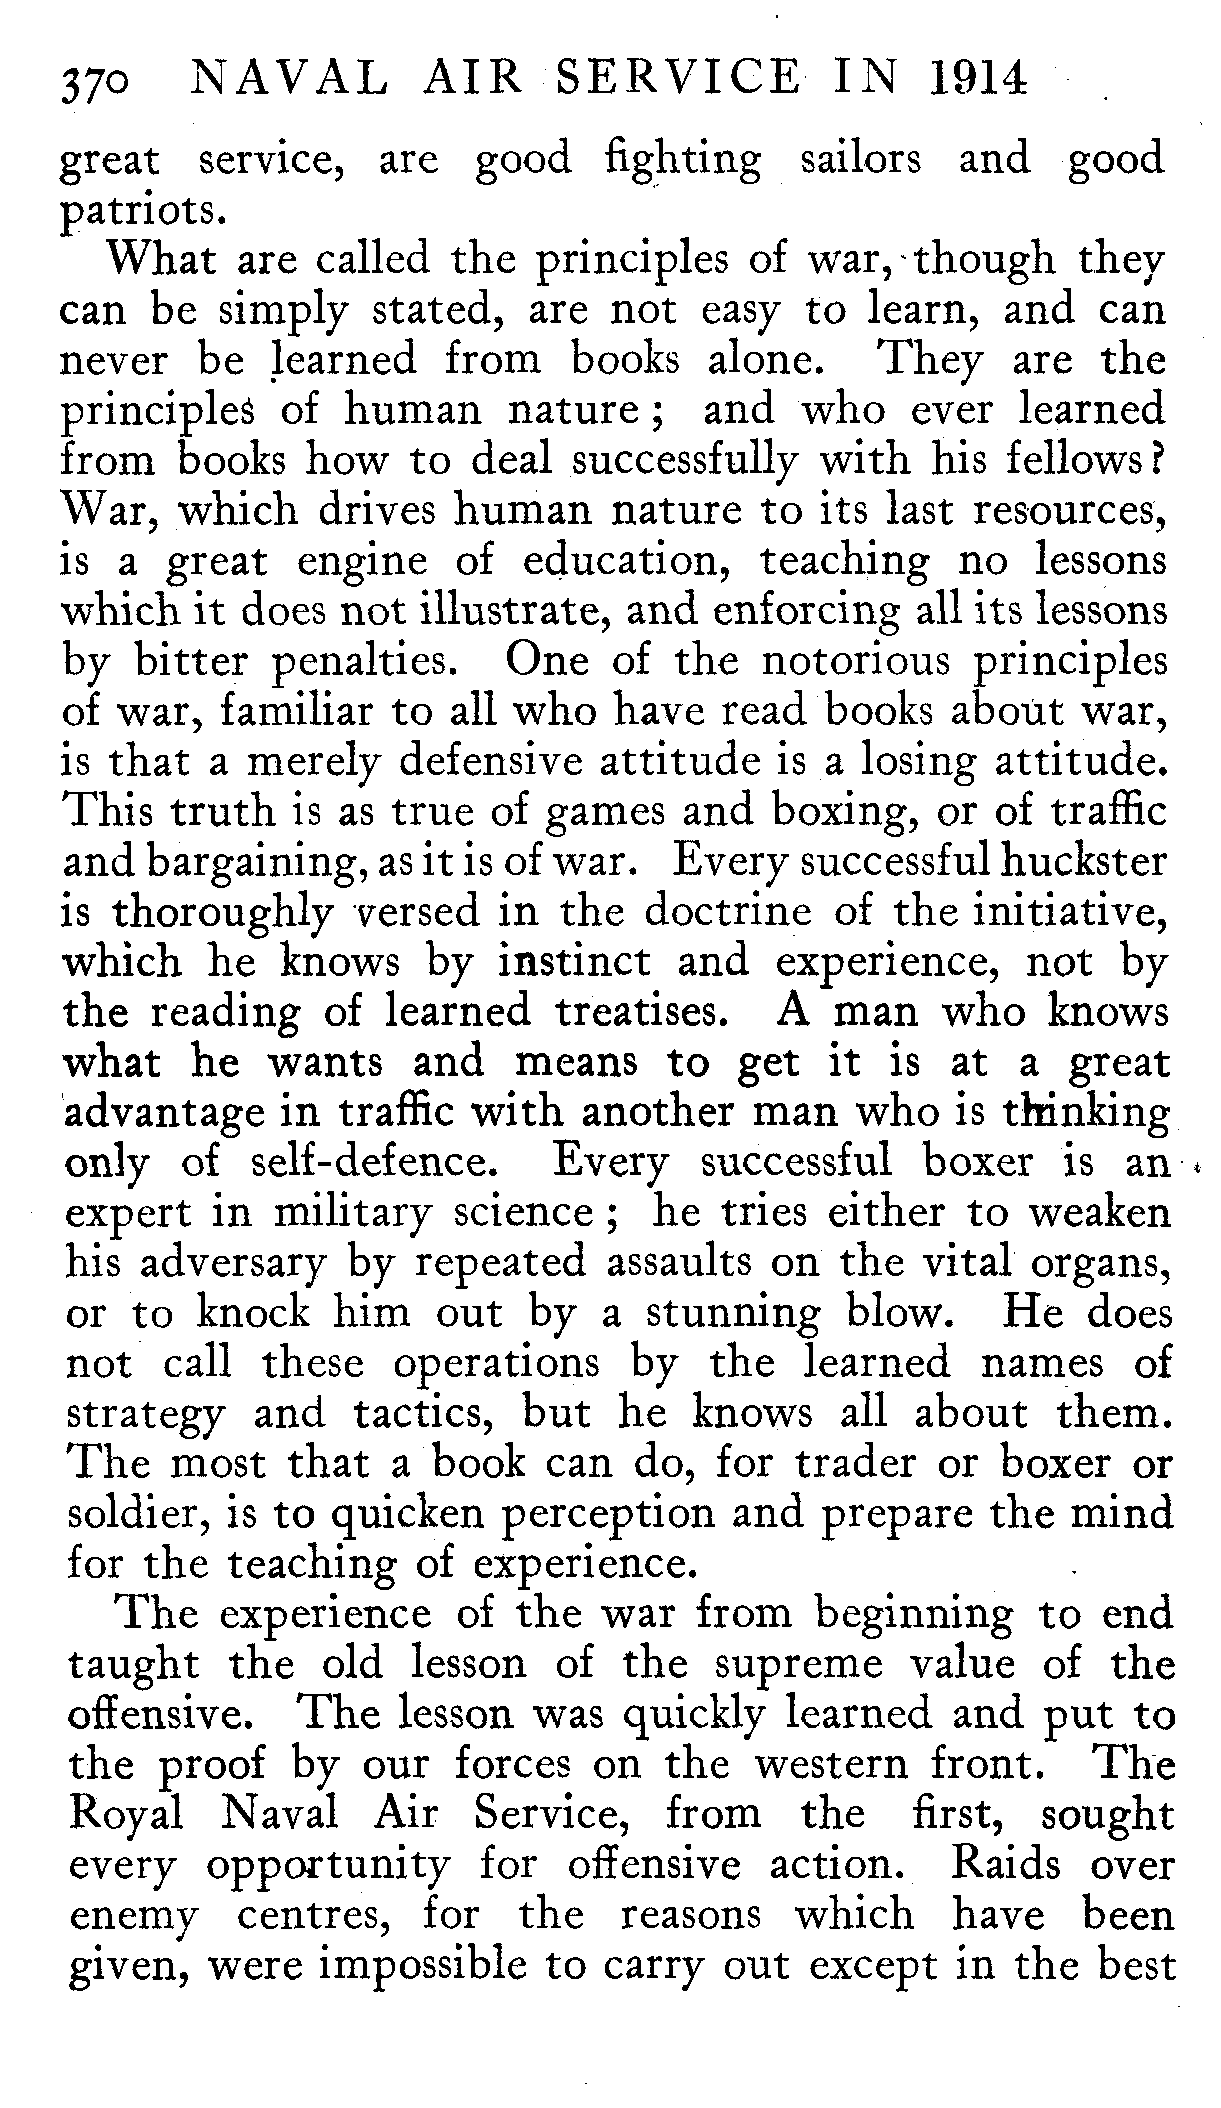 370 NAVAL AIR SERVICE IN 1914
great service, are good fighting sailors and good
patriots.
What are called the principles of war, though they
can be simply stated, are not easy to learn, and can
never be learned from books alone. They are the
principles of human nature ; and who ever learned
from books how to deal successfully with his fellows ?
War, which drives human nature to its last resources,
is a great engine of education, teaching no lessons
which it does not illustrate, and enforcing all its lessons
by bitter penalties. One of the notorious principles
of war, familiar to all who have read books about war,
is that a merely defensive attitude is a losing attitude.
This truth is as true of games and boxing, or of traffic
and bargaining, as it is of war. Every successful huckster
is thoroughly versed in the doctrine of the initiative,
which he knows by instinct and experience, not by
the reading of learned treatises. A man who knows
what he wants and means to get it is at a great
advantage in traffic with another man who is thinking
only of self-defence. Every successful boxer is an
expert in military science ; he tries either to weaken
his adversary by repeated assaults on the vital organs,
or to knock him out by a stunning blow. He does
not call these operations by the learned names of
strategy and tactics, but he knows all about them.
The most that a book can do, for trader or boxer or
soldier, is to quicken perception and prepare the mind
for the teaching of experience.
The experience of the war from beginning to end
taught the old lesson of the supreme value of the
offensive. The lesson was quickly learned and put to
the proof by our forces on the western front. The
Royal Naval Air Service, from the first, sought
every opportunity for offensive action. Raids over
enemy centres, for the reasons which have been
given, were impossible to carry out except in the best